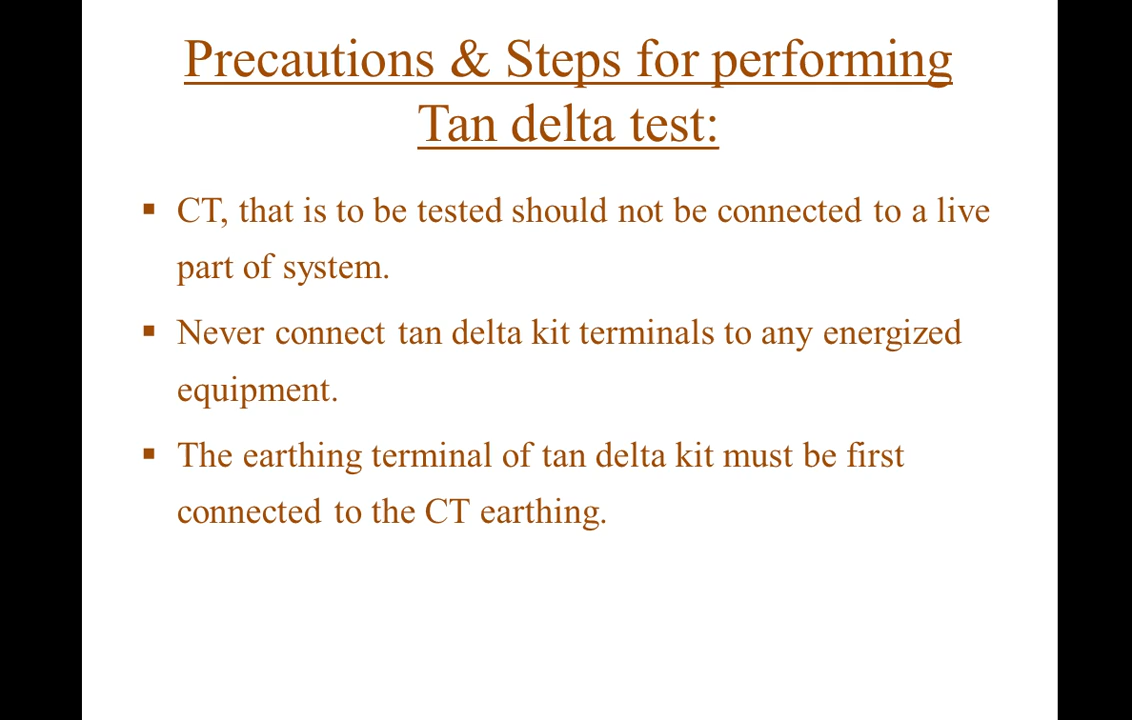 Precautions & Steps for performing
Tan delta test:
▪ CT, that is to be tested should not be connected to a live
part of system.
▪ Never connect tan delta kit terminals to any energized
equipment.
▪ The earthing terminal of tan delta kit must be first
connected to the CT earthing.